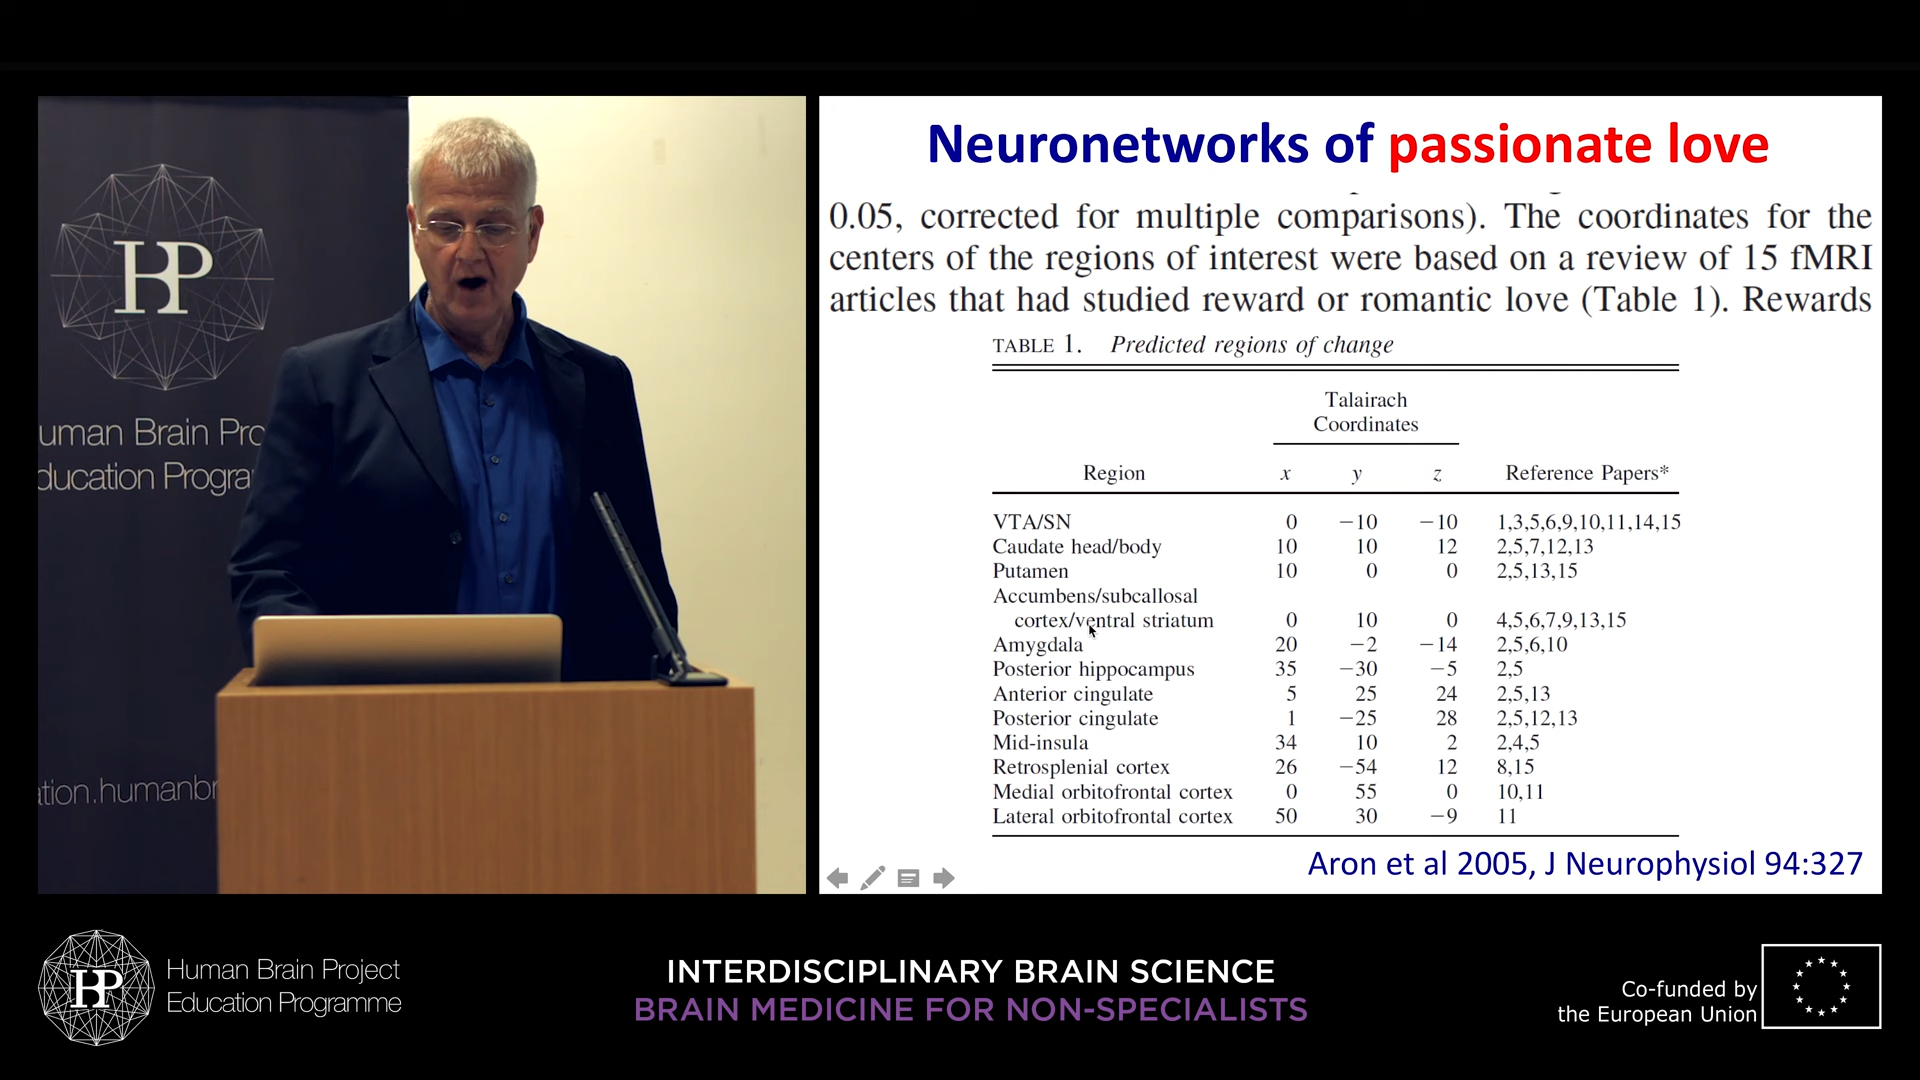 HBP
uman Brain Pro
ducation Progra
ation.humanbr
Neuronetworks of passionate love
0.05, corrected for multiple comparisons). The coordinates for the
centers of the regions of interest were based on a review of 15 fMRI
articles that had studied reward or romantic love (Table 1). Rewards
TABLE 1. Predicted regions of change
Talairach
Coordinates
Region x y z Reference Papers*
VTA/SN 0 −10 −10 1,3,5,6,9,10,11,14,15
Caudate head/body 10 10 12 2,5,7,12,13
Putamen 10 0 0 2,5,13,15
Accumbens/subcallosal
cortex/ventral striatum 0 10 0 4,5,6,7,9,13,15
Amygdala 20 −2 −14 2,5,6,10
Posterior hippocampus 35 −30 −5 2,5
Anterior cingulate 5 25 24 2,5,13
Posterior cingulate 1 −25 28 2,5,12,13
Mid-insula 34 10 2 2,4,5
Retrosplenial cortex 26 −54 12 8,15
Medial orbitofrontal cortex 0 55 0 10,11
Lateral orbitofrontal cortex 50 30 −9 11
Aron et al 2005, J Neurophysiol 94:327
HBP
Human Brain Project
Education Programme
INTERDISCIPLINARY BRAIN SCIENCE
BRAIN MEDICINE FOR NON-SPECIALISTS
Co-funded by
the European Union